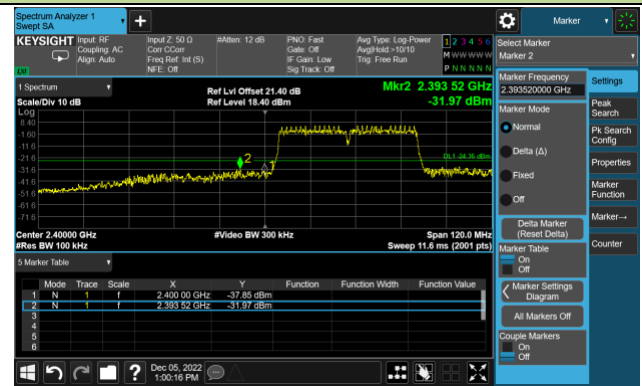 Spectrum Analyzer 1
Swept SA
Marker
KEYSIGHT Input: RF Input Z: 50 Ω #Atten: 12 dB PNO: Fast Avg Type: Log-Power 1 2 3 4 5 6
Coupling: AC Corr CCorr Gate: Off Avg|Hold >10/10 M W W W W W
Align: Auto Freq Ref: Int (S) IF Gain: Low Trig: Free Run
NFE: Off Sig Track: Off P N N N N N
Select Marker
Marker 2
1 Spectrum
Ref Lvl Offset 21.40 dB Mkr2 2.393 52 GHz
Scale/Div 10 dB Ref Level 18.40 dBm -31.97 dBm
Log
8.40
-1.60
-11.6
-21.6
-31.6
-41.6
-51.6
-61.6
-71.6
2
1
DL1 -24.35 dBm
Center 2.40000 GHz #Video BW 300 kHz Span 120.0 MHz
#Res BW 100 kHz Sweep 11.6 ms (2001 pts)
5 Marker Table
Mode Trace Scale X Y Function Function Width Function Value
1 N 1 f 2.400 00 GHz -37.85 dBm
2 N 1 f 2.393 52 GHz -31.97 dBm
3
4
5
6
Marker Frequency
2.393520000 GHz
Marker Mode
Normal
Delta (Δ)
Fixed
Off
Delta Marker
(Reset Delta)
Marker Table
On
Off
Marker Settings
Diagram
All Markers Off
Couple Markers
On
Off
Settings
Peak
Search
Pk Search
Config
Properties
Marker
Function
Marker→
Counter
? Dec 05, 2022
1:00:16 PM